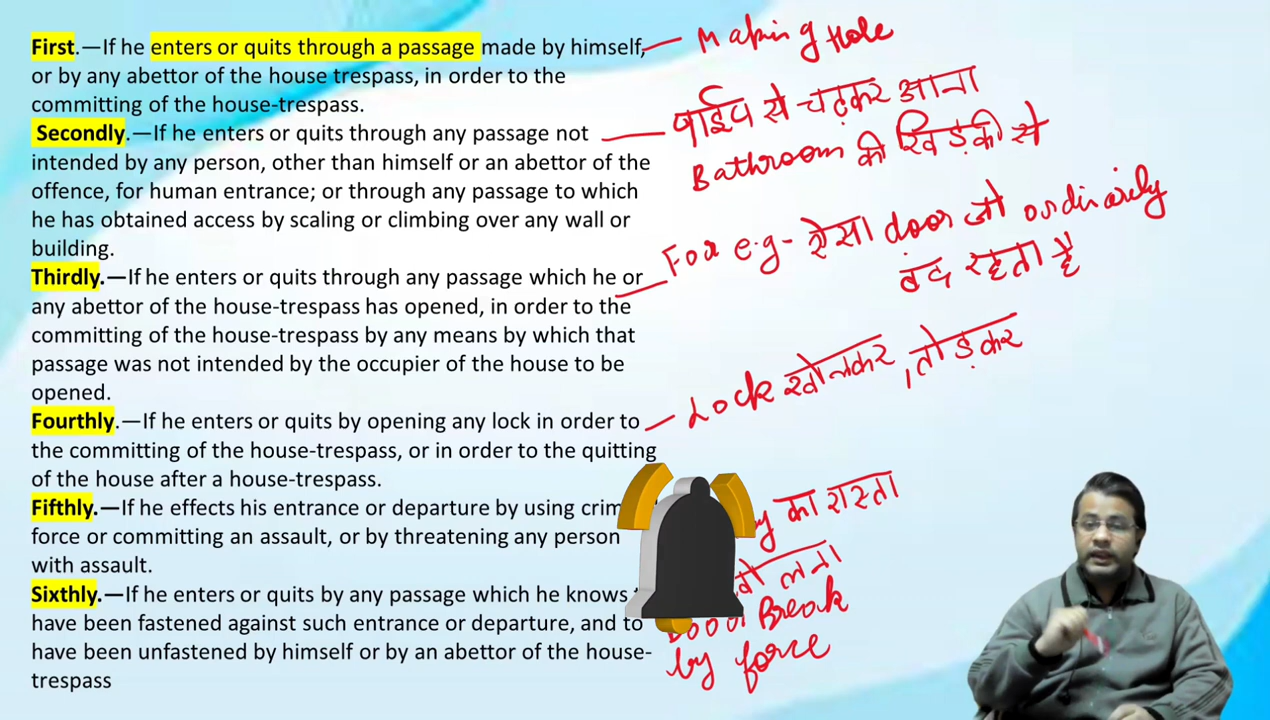 First.—If he enters or quits through a passage made by himself,
or by any abettor of the house trespass, in order to the
committing of the house-trespass.
Secondly.—If he enters or quits through any passage not
intended by any person, other than himself or an abettor of the
offence, for human entrance; or through any passage to which
he has obtained access by scaling or climbing over any wall or
building.
Thirdly.—If he enters or quits through any passage which he or
any abettor of the house-trespass has opened, in order to the
committing of the house-trespass by any means by which that
passage was not intended by the occupier of the house to be
opened.
Fourthly.—If he enters or quits by opening any lock in order to
the committing of the house-trespass, or in order to the quitting
of the house after a house-trespass.
Fifthly.—If he effects his entrance or departure by using
force or committing an assault, or by threatening any person
with assault.
Sixthly.—If he enters or quits by any passage which he knows
have been fastened against such entrance or departure, and to
have been unfastened by himself or by an abettor of the house-
trespass
Making Hole
पाईप से चढ़कर आना
Bathroom की खिड़की से
For e.g- ऐसा door जो ordinarily
बंद रहता है
Lock खोलकर, तोड़कर
का रास्ता
Break
by force